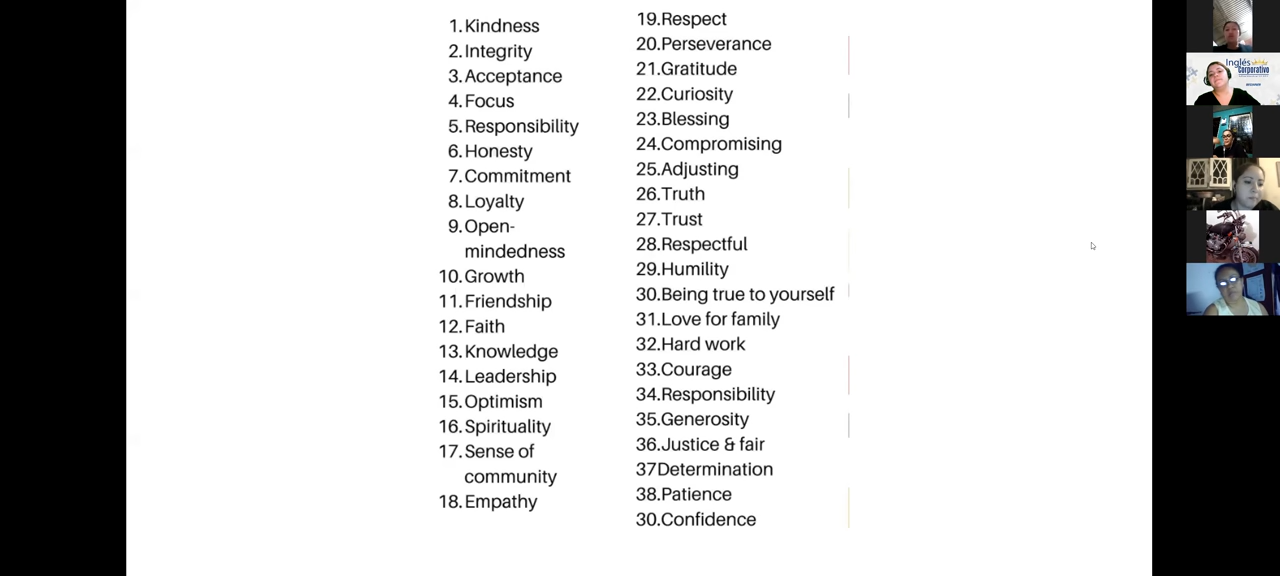 1. Kindness
2. Integrity
3. Acceptance
4. Focus
5. Responsibility
6. Honesty
7. Commitment
8. Loyalty
9. Open-
mindedness
10. Growth
11. Friendship
12. Faith
13. Knowledge
14. Leadership
15. Optimism
16. Spirituality
17. Sense of
community
18. Empathy
19.Respect
20.Perseverance
21.Gratitude
22.Curiosity
23.Blessing
24.Compromising
25.Adjusting
26.Truth
27.Trust
28.Respectful
29.Humility
30.Being true to yourself
31.Love for family
32.Hard work
33.Courage
34.Responsibility
35.Generosity
36.Justice & fair
37Determination
38.Patience
30.Confidence
Inglés
Corporativo